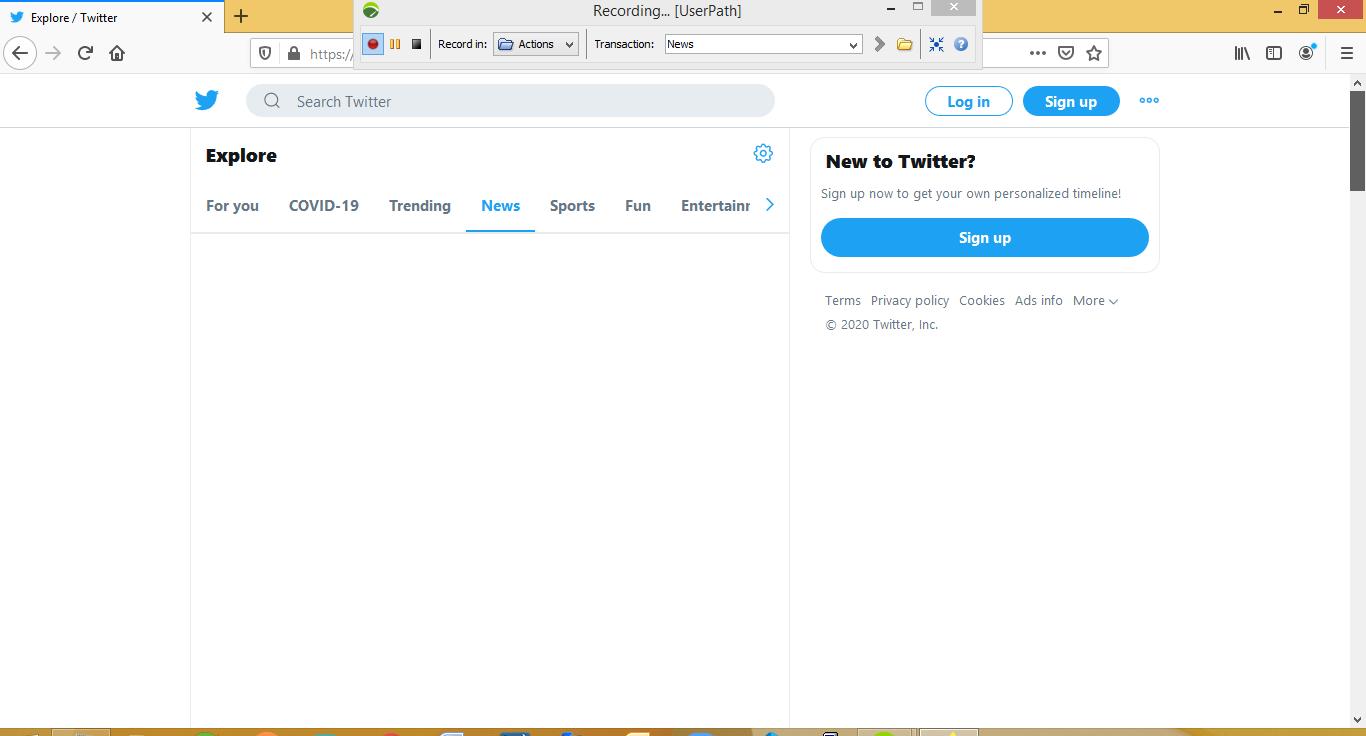 Explore / Twitter
Recording... [UserPath]
Record in: Actions Transaction: News
https:/
Search Twitter
Log in Sign up
Explore
For you COVID-19 Trending News Sports Fun Entertainr
New to Twitter?
Sign up now to get your own personalized timeline!
Sign up
Terms Privacy policy Cookies Ads info More
© 2020 Twitter, Inc.